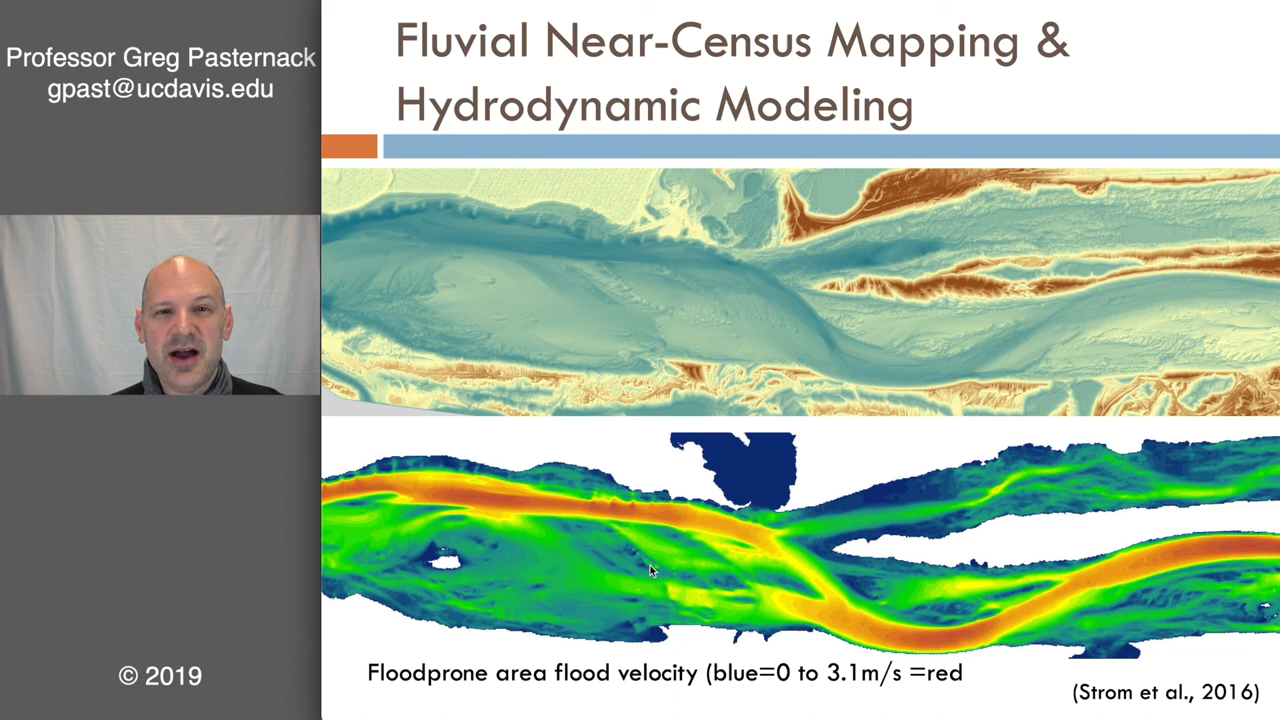 Professor Greg Pasternack
gpast@ucdavis.edu
© 2019
Fluvial Near-Census Mapping &
Hydrodynamic Modeling
Floodprone area flood velocity (blue=0 to 3.1m/s =red
(Strom et al., 2016)